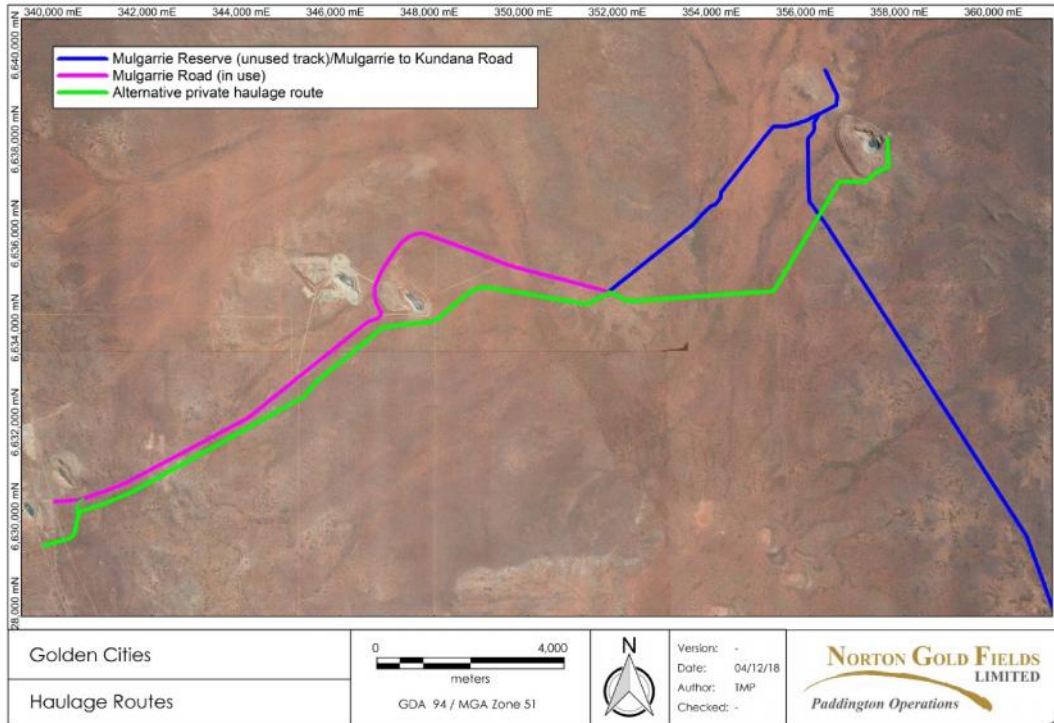 340,000 mE 342,000 mE 344,000 mE 346,000 mE 348,000 mE 350,000 mE 352,000 mE 354,000 mE 356,000 mE 358,000 mE 360,000 mE
6,640,000 mN
6,638,000 mN
6,636,000 mN
6,634,000 mN
6,632,000 mN
6,630,000 mN
28,000 mN
Mulgarrie Reserve (unused track)/Mulgarrie to Kundana Road
Mulgarrie Road (in use)
Alternative private haulage route
Golden Cities
Haulage Routes
0 4,000
meters
GDA 94 / MGA Zone 51
N
Version: -
Date: 04/12/18
Author: TMP
Checked: -
NORTON GOLD FIELDS
LIMITED
Paddington Operations